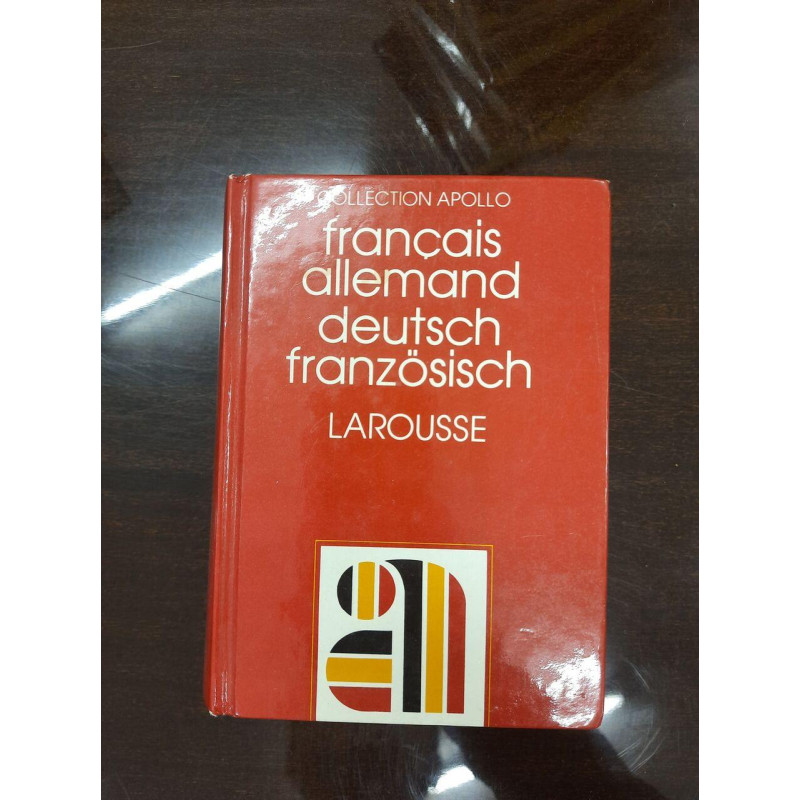 COLLECTION APOLLO
français
allemand
deutsch
französisch
LAROUSSE
a